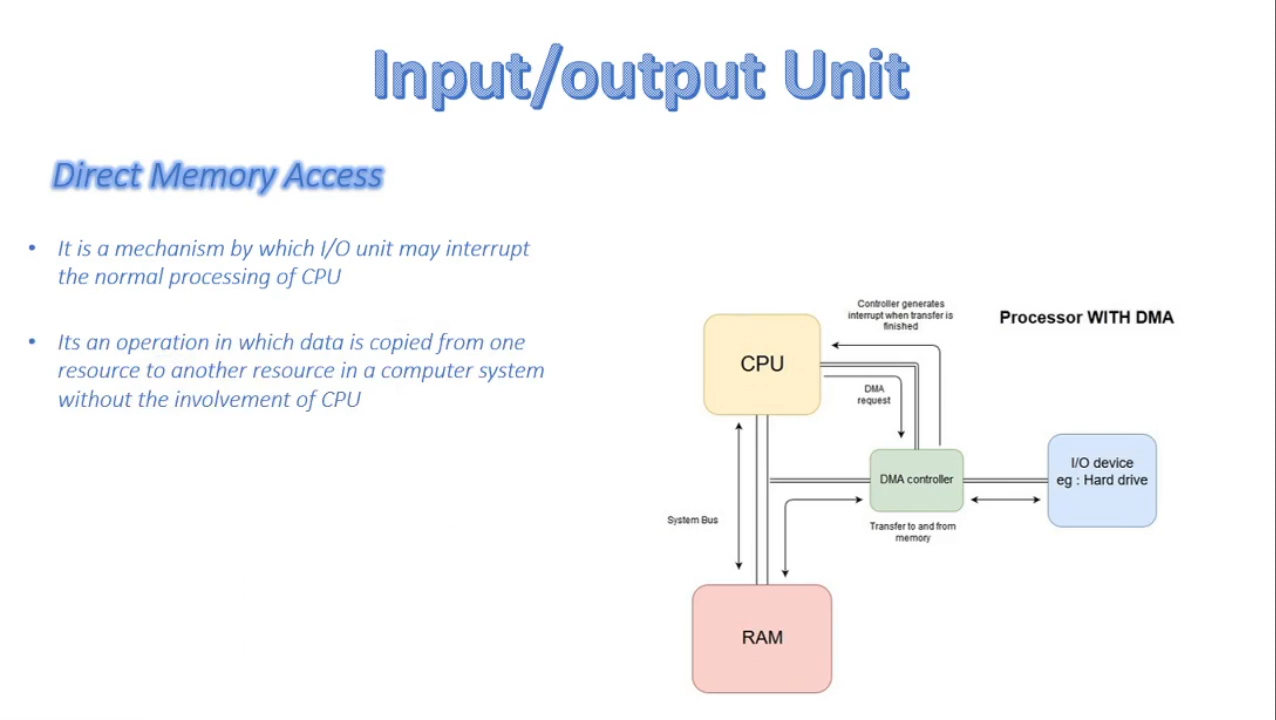 Input/output Unit
Direct Memory Access
• It is a mechanism by which I/O unit may interrupt
the normal processing of CPU
• Its an operation in which data is copied from one
resource to another resource in a computer system
without the involvement of CPU
Controller generates
interrupt when transfer is
finished
Processor WITH DMA
CPU
DMA
request
I/O device
eg : Hard drive
DMA controller
System Bus
Transfer to and from
memory
RAM